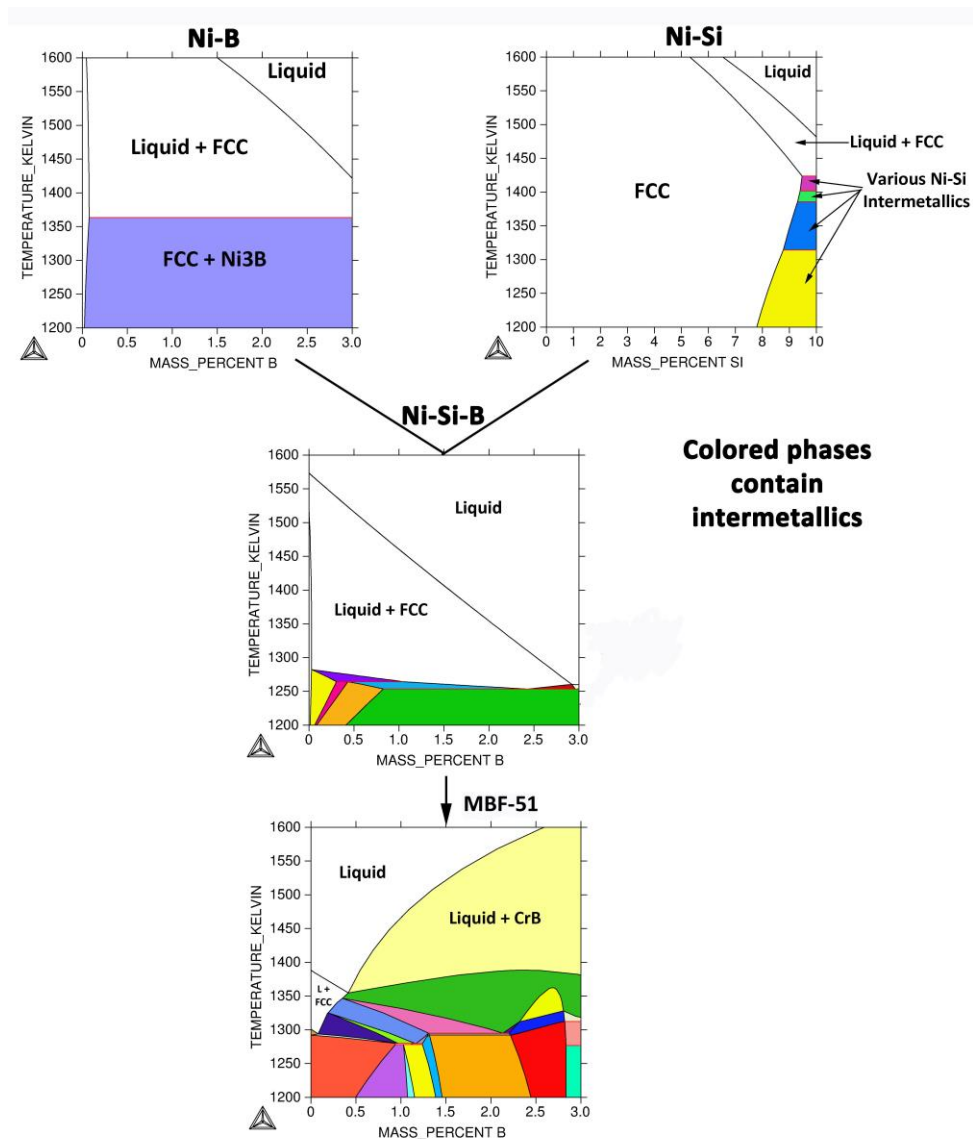 Ni-B
1600
1550
1500
1450
1400
1350
1300
1250
1200
TEMPERATURE_KELVIN
Liquid
Liquid + FCC
FCC + Ni3B
0
0.5
1.0
1.5
2.0
2.5
3.0
MASS_PERCENT B
Ni-Si
1600
1550
1500
1450
1400
1350
1300
1250
1200
TEMPERATURE_KELVIN
Liquid
Liquid + FCC
FCC
Various Ni-Si
Intermetallics
0 1 2 3 4 5 6 7 8 9 10
MASS_PERCENT SI
Ni-Si-B
1600
1550
1500
1450
1400
1350
1300
1250
1200
TEMPERATURE_KELVIN
Liquid
Liquid + FCC
0
0.5
1.0
1.5
2.0
2.5
3.0
MASS_PERCENT B
Colored phases
contain
intermetallics
MBF-51
1600
1550
1500
1450
1400
1350
1300
1250
1200
TEMPERATURE_KELVIN
Liquid
Liquid + CrB
L +
FCC
0
0.5
1.0
1.5
2.0
2.5
3.0
MASS_PERCENT B